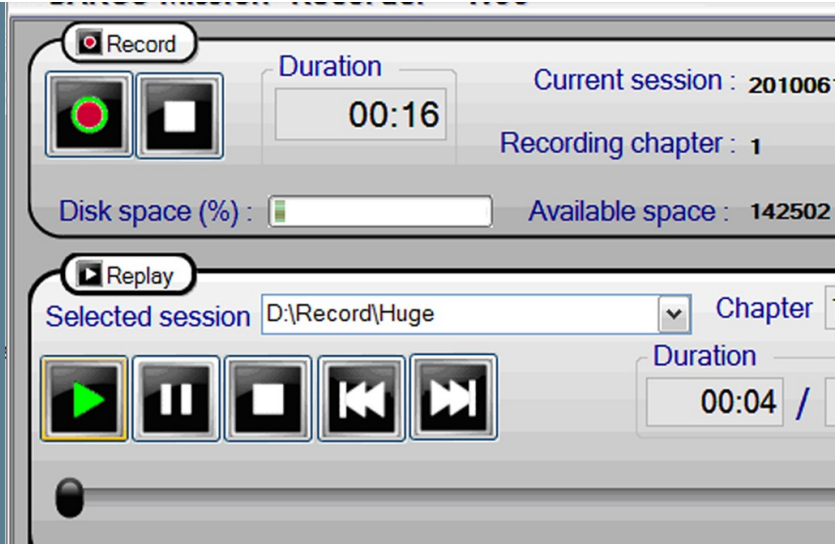 Record
Duration
00:16
Current session : 201006
Recording chapter : 1
Disk space (%) :
Available space : 142502
Replay
Selected session D:\Record\Huge
Chapter
Duration
00:04 /